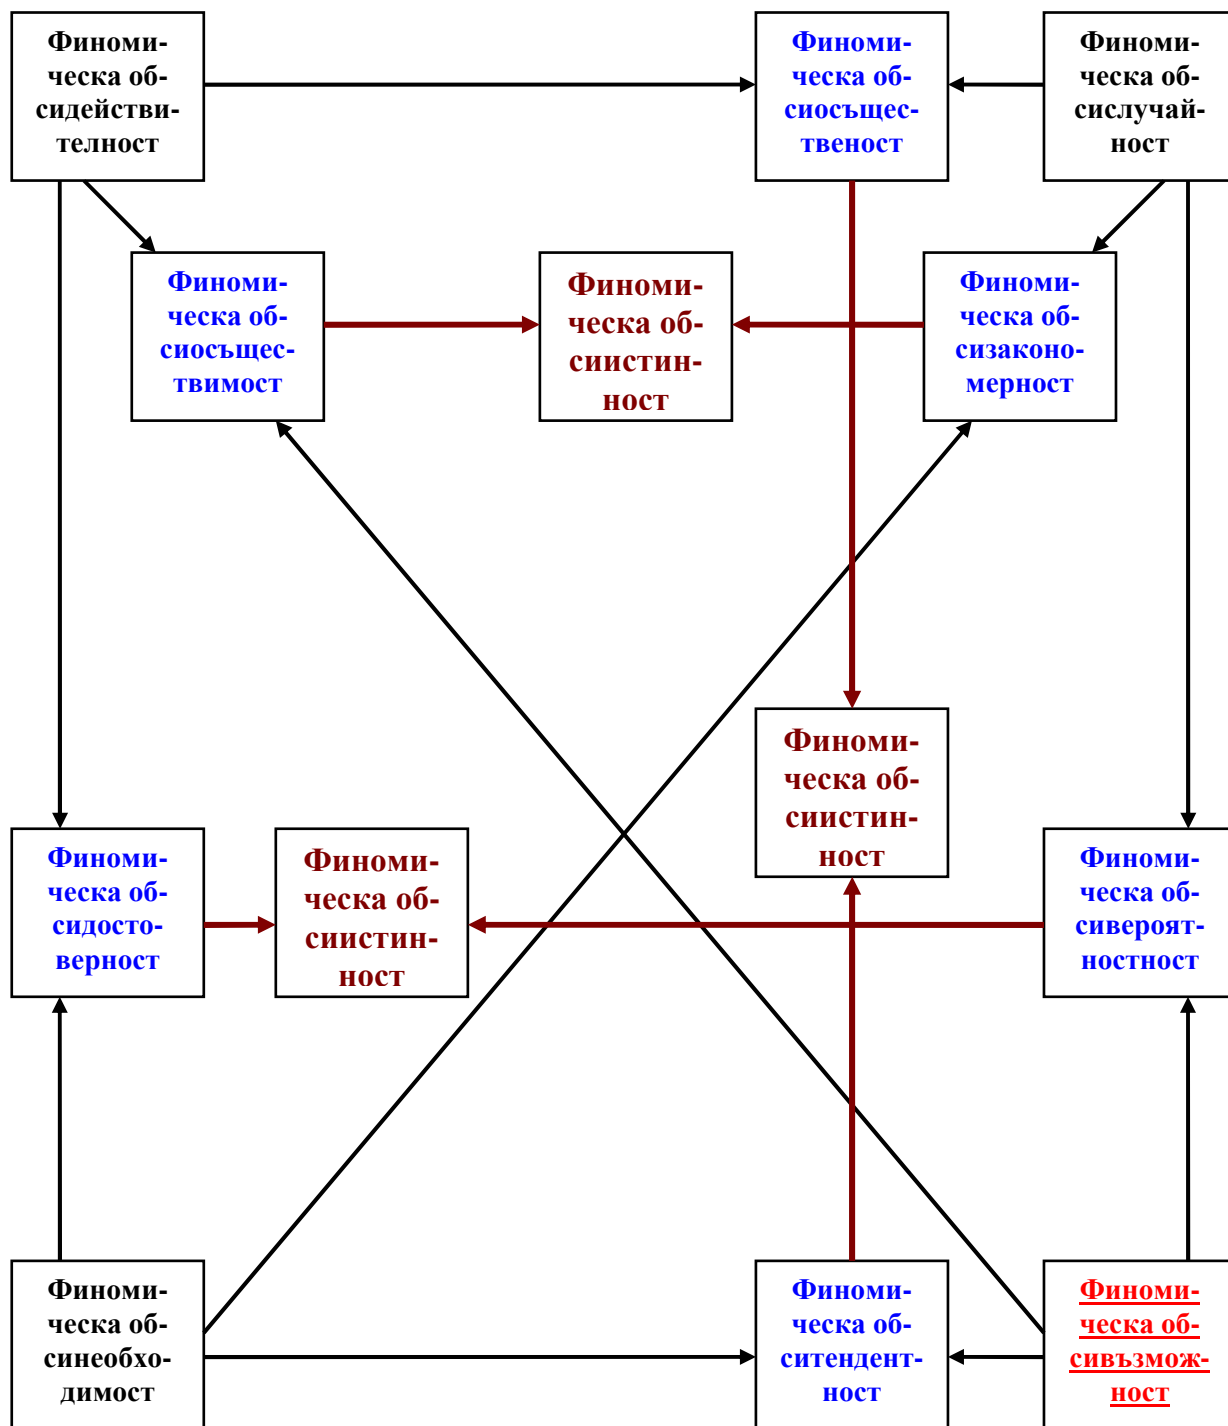 Финоми-
ческа об-
сидействи-
телност
Финоми-
ческа об-
сиосъщес-
твеност
Финоми-
ческа об-
сислучай-
ност
Финоми-
ческа об-
сиосъщес-
твимост
Финоми-
ческа об-
сиистин-
ност
Финоми-
ческа об-
сизаконо-
мерност
Финоми-
ческа об-
сиистин-
ност
Финоми-
ческа об-
сидосто-
верност
Финоми-
ческа об-
сиистин-
ност
Финоми-
ческа об-
сивероят-
ностност
Финоми-
ческа об-
синеобхо-
димост
Финоми-
ческа об-
ситендент-
ност
Финоми-
ческа об-
сивъзмож-
ност